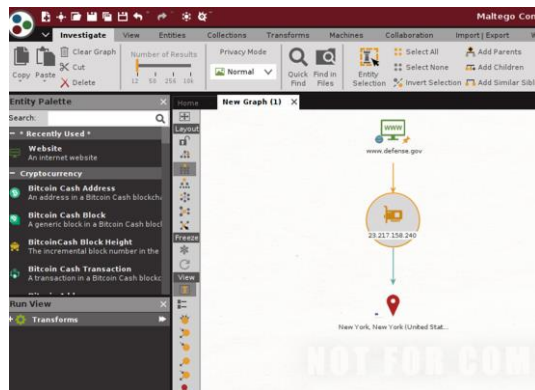 Maltego Com
Investigate View Entities Collections Transforms Machines Collaboration Import | Export W
Copy Paste
Clear Graph
Cut
Delete
Number of Results
12 50 256 10k
Privacy Mode
Normal
Quick Find
Find in Files
Entity Selection
Select All
Select None
Invert Selection
Add Parents
Add Children
Add Similar Sibl
Entity Palette
Home
New Graph (1)
Search:
Recently Used
Website
An internet website
Cryptocurrency
Bitcoin Cash Address
An address in a Bitcoin Cash blockch
Bitcoin Cash Block
A generic block in a Bitcoin Cash bloc
BitcoinCash Block Height
The incremental block number in the
Bitcoin Cash Transaction
A transaction in a Bitcoin Cash blockc
Run View
Transforms
Layout
Freeze
View
WWW
www.defense.gov
23.217.158.240
New York, New York (United Stat...
NOT FOR COM